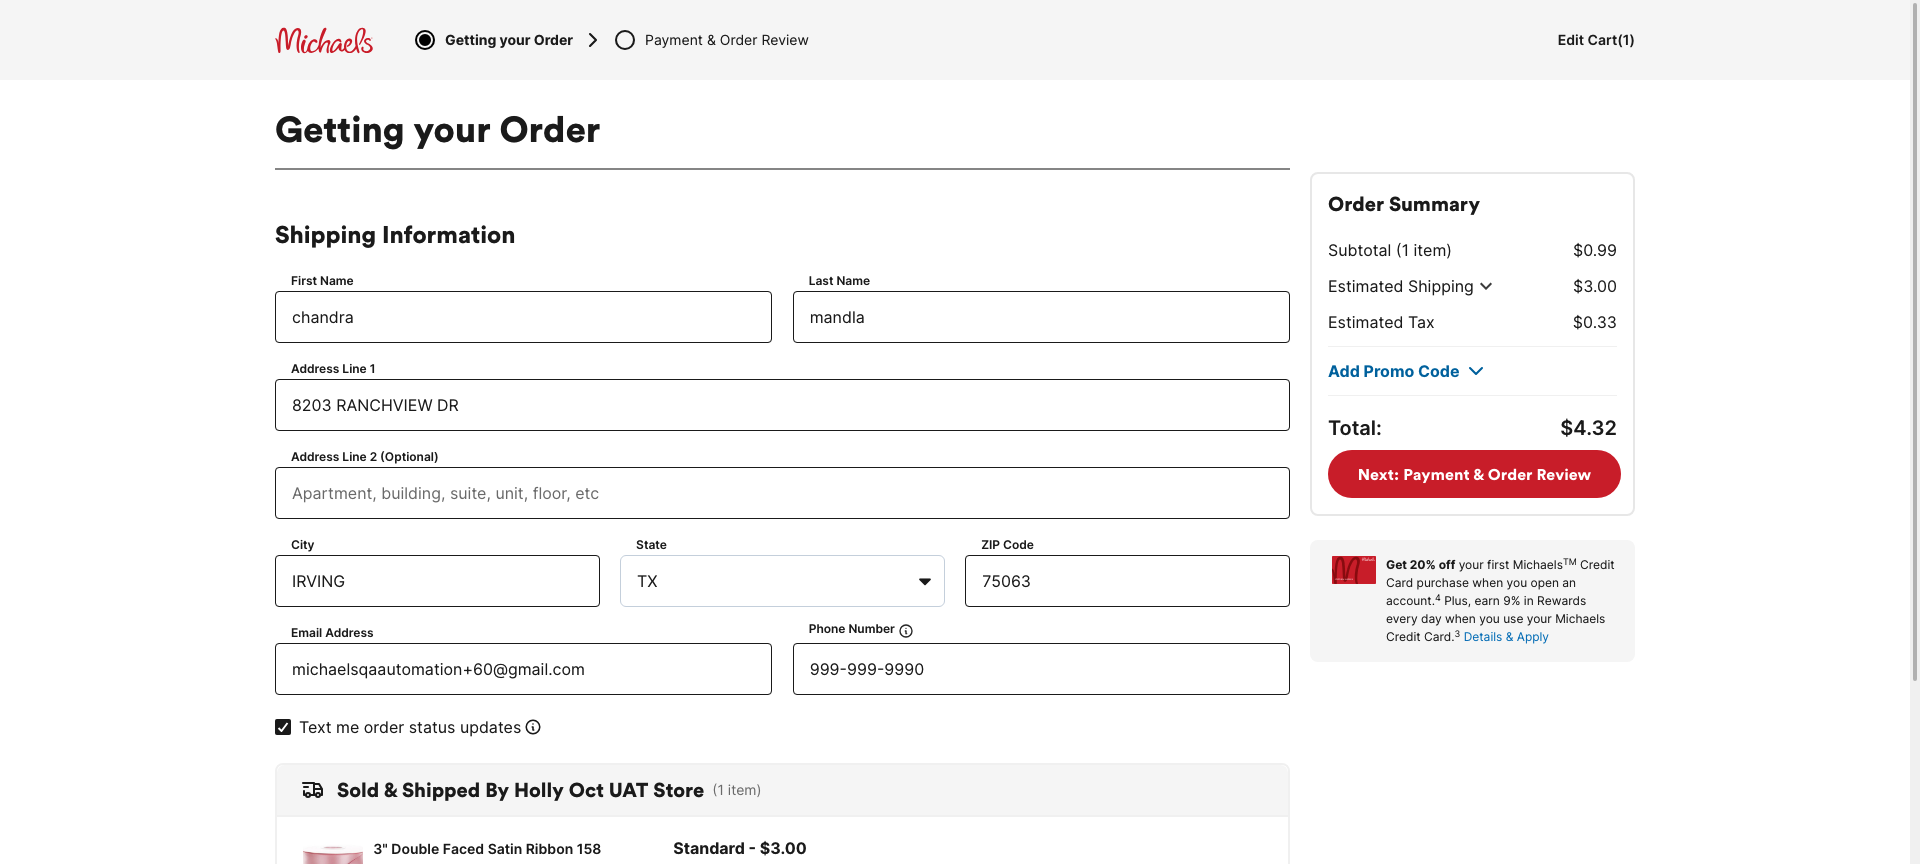 Michaels
Getting your Order
Payment & Order Review
Edit Cart(1)
Getting your Order
Shipping Information
First Name
Last Name
chandra
mandla
Address Line 1
8203 RANCHVIEW DR
Address Line 2 (Optional)
Apartment, building, suite, unit, floor, etc
City
State
ZIP Code
IRVING
TX
75063
Email Address
Phone Number
michaelsqaautomation+60@gmail.com
999-999-9990
Text me order status updates
Sold & Shipped By Holly Oct UAT Store (1 item)
3" Double Faced Satin Ribbon 158
Standard - $3.00
Order Summary
Subtotal (1 item) $0.99
Estimated Shipping $3.00
Estimated Tax $0.33
Add Promo Code
Total: $4.32
Next: Payment & Order Review
Get 20% off your first Michaels™ Credit
Card purchase when you open an
account.⁴ Plus, earn 9% in Rewards
every day when you use your Michaels
Credit Card.³ Details & Apply